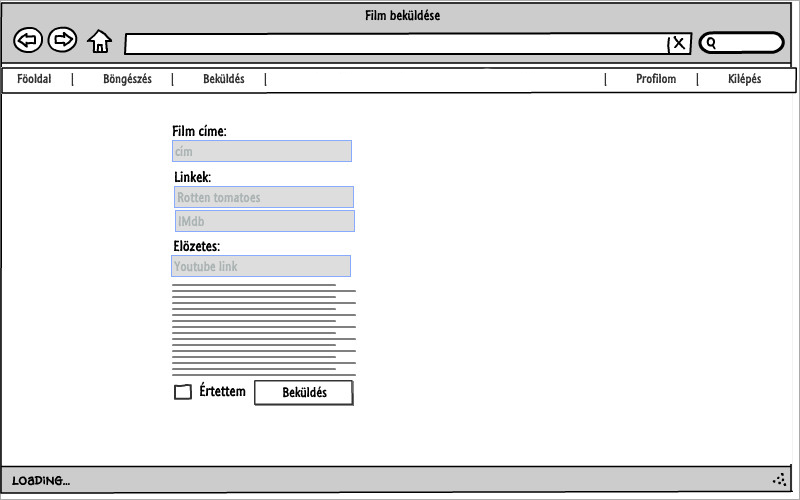 Film beküldése
Főoldal | Böngészés | Beküldés | | Profilom | Kilépés
Film címe:
cím
Linkek:
Rotten tomatoes
IMdb
Előzetes:
Youtube link
Értettem Beküldés
LOADING...